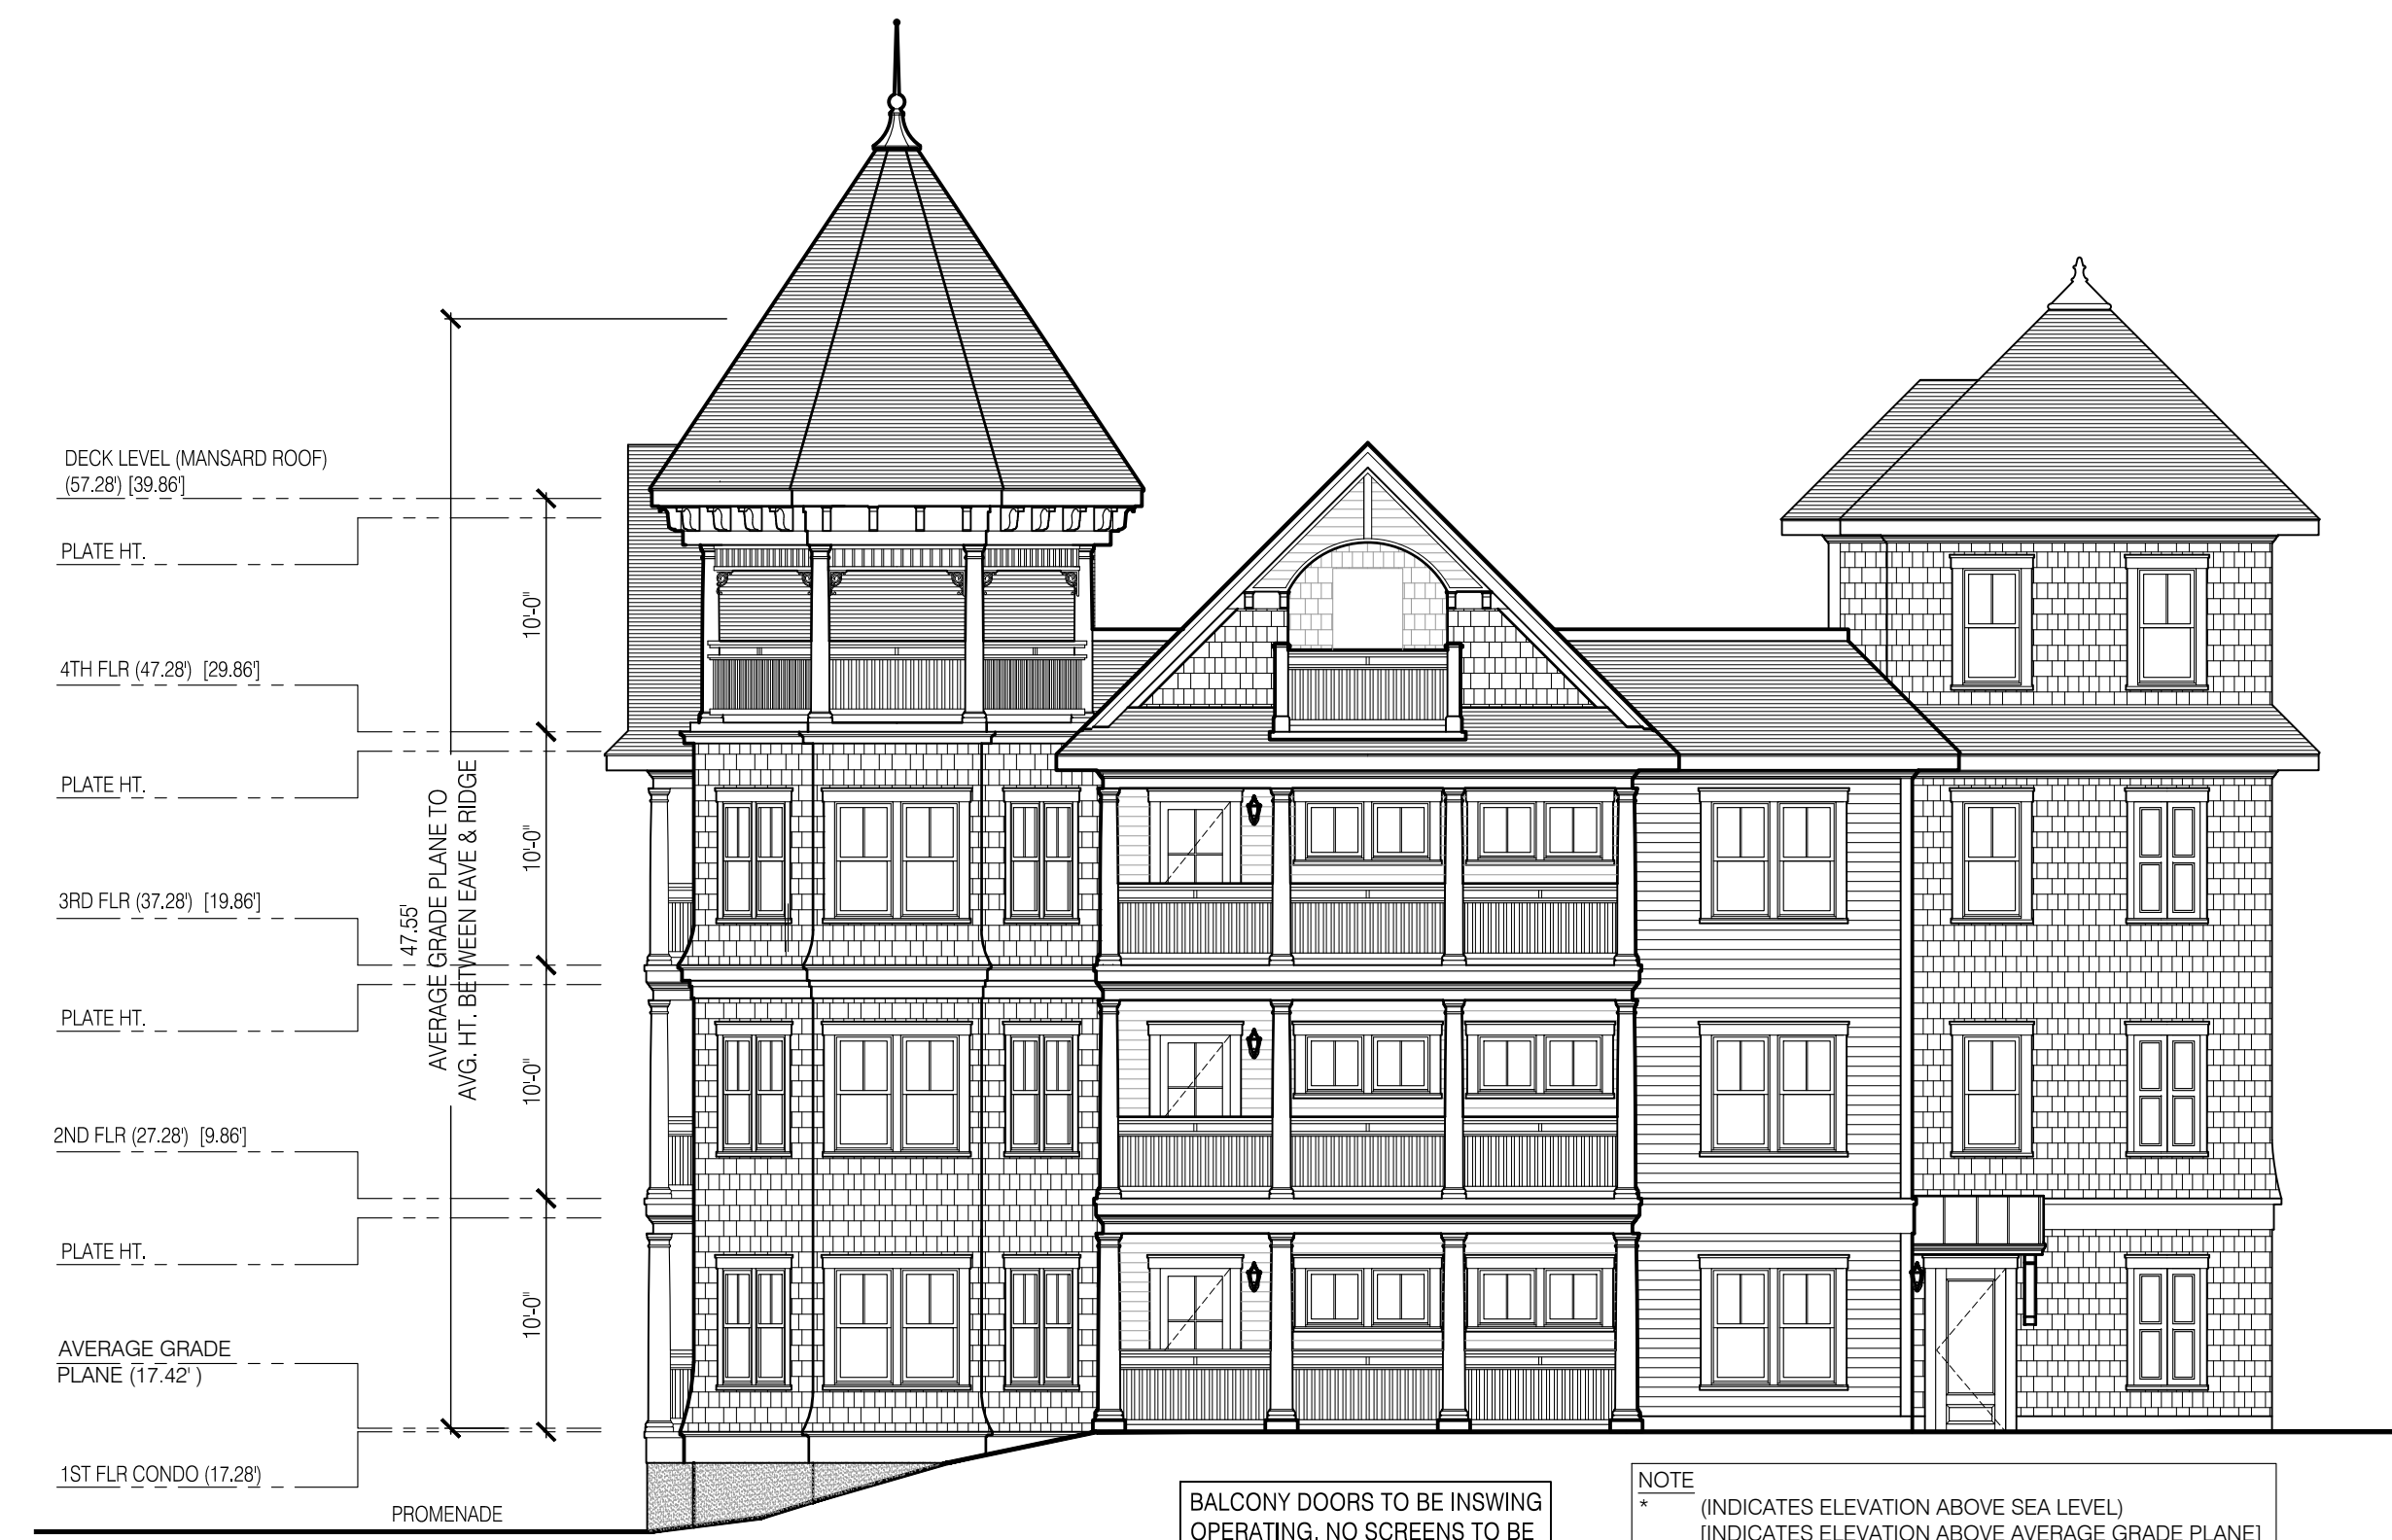 DECK LEVEL (MANSARD ROOF)
(57.28') [39.86']
PLATE HT.
10'-0"
4TH FLR (47.28') [29.86']
PLATE HT.
10'-0"
3RD FLR (37.28') [19.86']
47.55'
AVERAGE GRADE PLANE TO
AVG. HT. BETWEEN EAVE & RIDGE
PLATE HT.
10'-0"
2ND FLR (27.28') [9.86']
PLATE HT.
10'-0"
AVERAGE GRADE
PLANE (17.42' )
1ST FLR CONDO (17.28')
PROMENADE
BALCONY DOORS TO BE INSWING
OPERATING. NO SCREENS TO BE
NOTE
* (INDICATES ELEVATION ABOVE SEA LEVEL)
[INDICATES ELEVATION ABOVE AVERAGE GRADE PLANE]